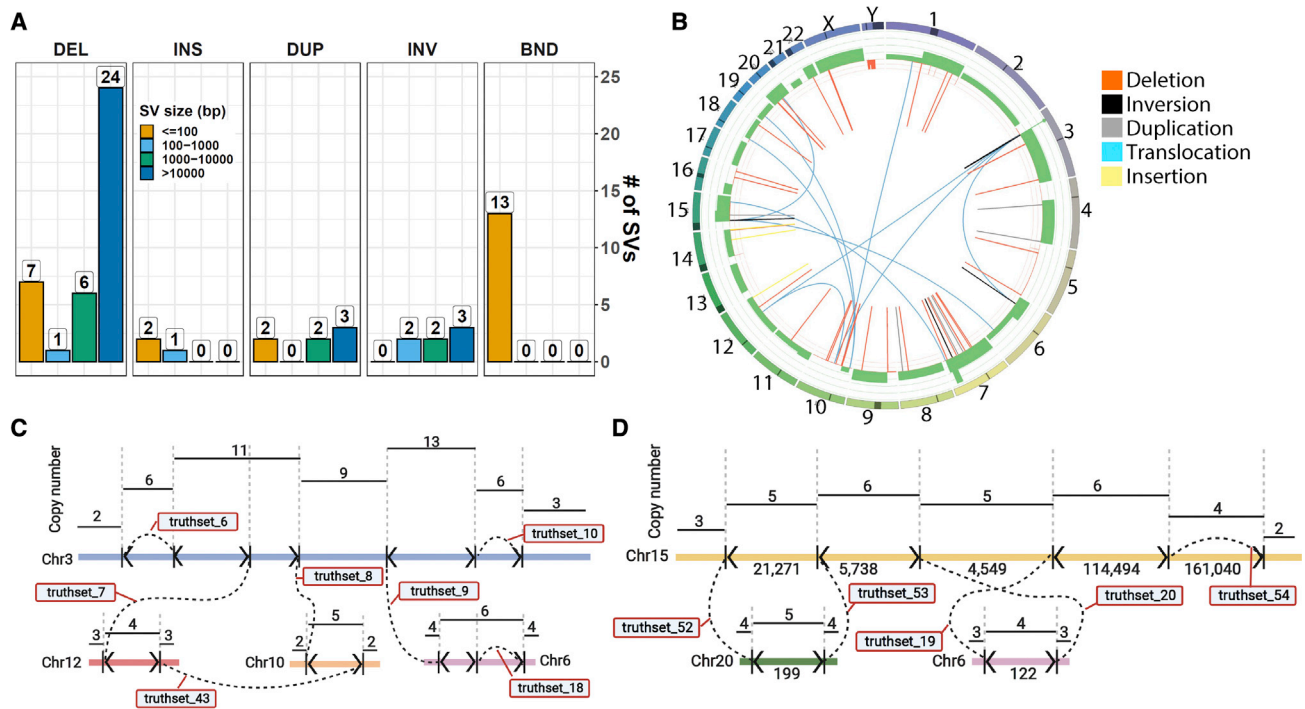 A
DEL INS DUP INV BND
SV size (bp)
<=100
100−1000
1000−10000
>10000
7 1 6 24
2 1 0 0
2 0 2 3
0 2 2 3
13 0 0 0
25
20
15
10
5
0
# of SVs
B
1
2
3
4
5
6
7
8
9
10
11
12
13
14
15
16
17
18
19
20
21
22
X
Y
Deletion
Inversion
Duplication
Translocation
Insertion
C
Copy number
2 6 11 9 13 6 3
truthset_6
truthset_10
Chr3
truthset_7
truthset_8
truthset_9
3 4 3
2 5 2
4 6 4
Chr12
Chr10
Chr6
truthset_43
truthset_18
D
Copy number
3 5 6 5 6 4 2
Chr15
21,271 5,738 4,549 114,494 161,040
truthset_52
truthset_53
truthset_19
truthset_20
truthset_54
4 5 4
3 4 3
Chr20
199
Chr6
122